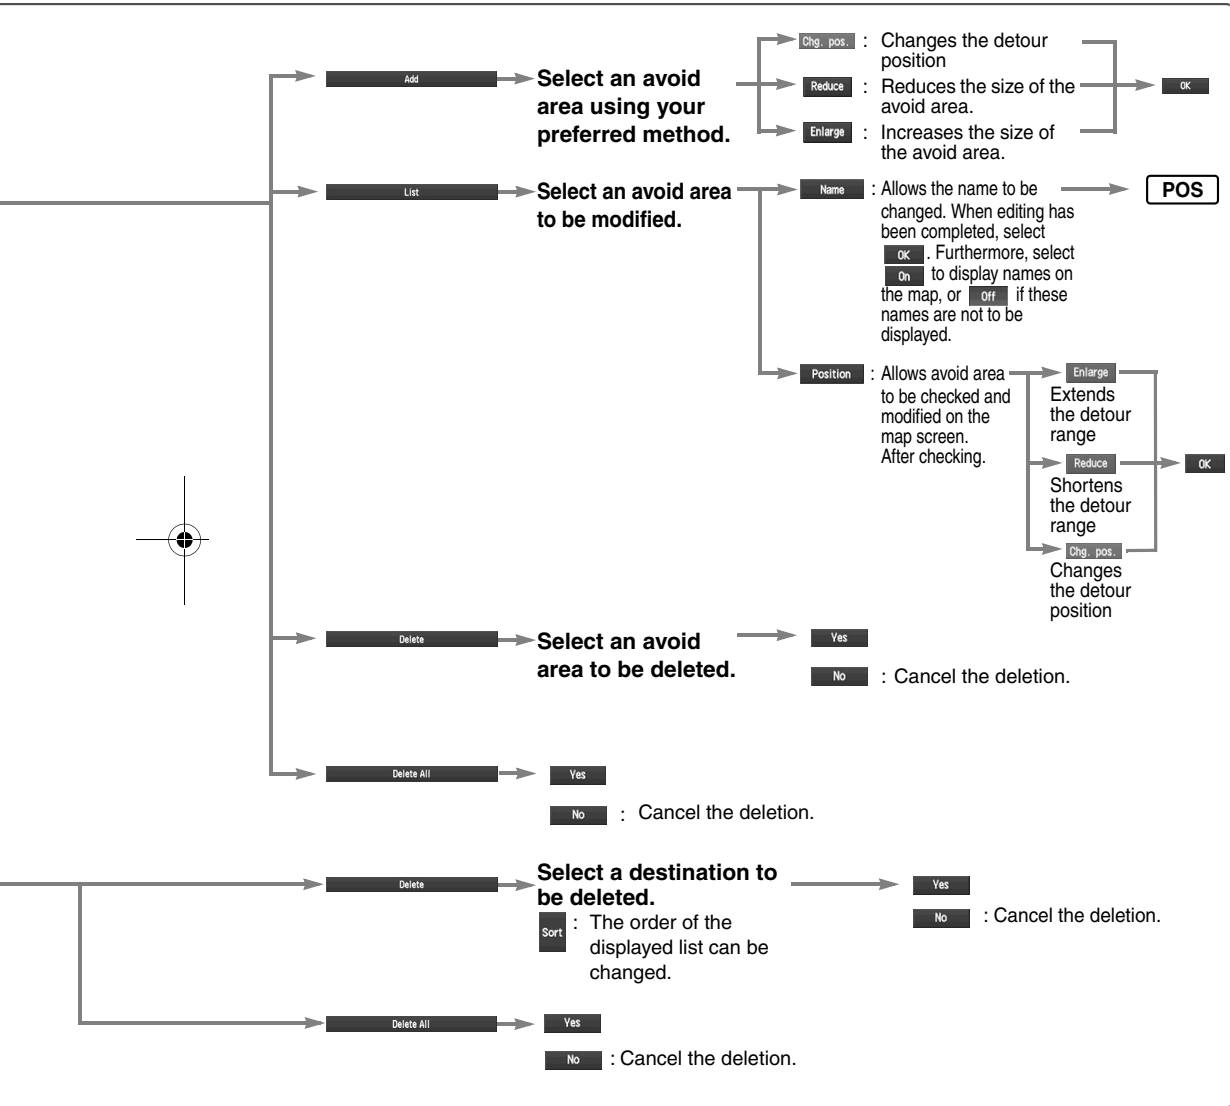 Add
Select an avoid
area using your
preferred method.
Chg. pos. : Changes the detour
position
Reduce : Reduces the size of the
avoid area.
Enlarge : Increases the size of
the avoid area.
OK
List
Select an avoid area
to be modified.
Name : Allows the name to be
changed. When editing has
been completed, select
OK . Furthermore, select
On to display names on
the map, or Off if these
names are not to be
displayed.
POS
Position : Allows avoid area
to be checked and
modified on the
map screen.
After checking.
Enlarge
Extends
the detour
range
Reduce
Shortens
the detour
range
Chg. pos.
Changes
the detour
position
OK
Delete
Select an avoid
area to be deleted.
Yes
No : Cancel the deletion.
Delete All
Yes
No : Cancel the deletion.
Delete
Select a destination to
be deleted.
Sort : The order of the
displayed list can be
changed.
Yes
No : Cancel the deletion.
Delete All
Yes
No : Cancel the deletion.